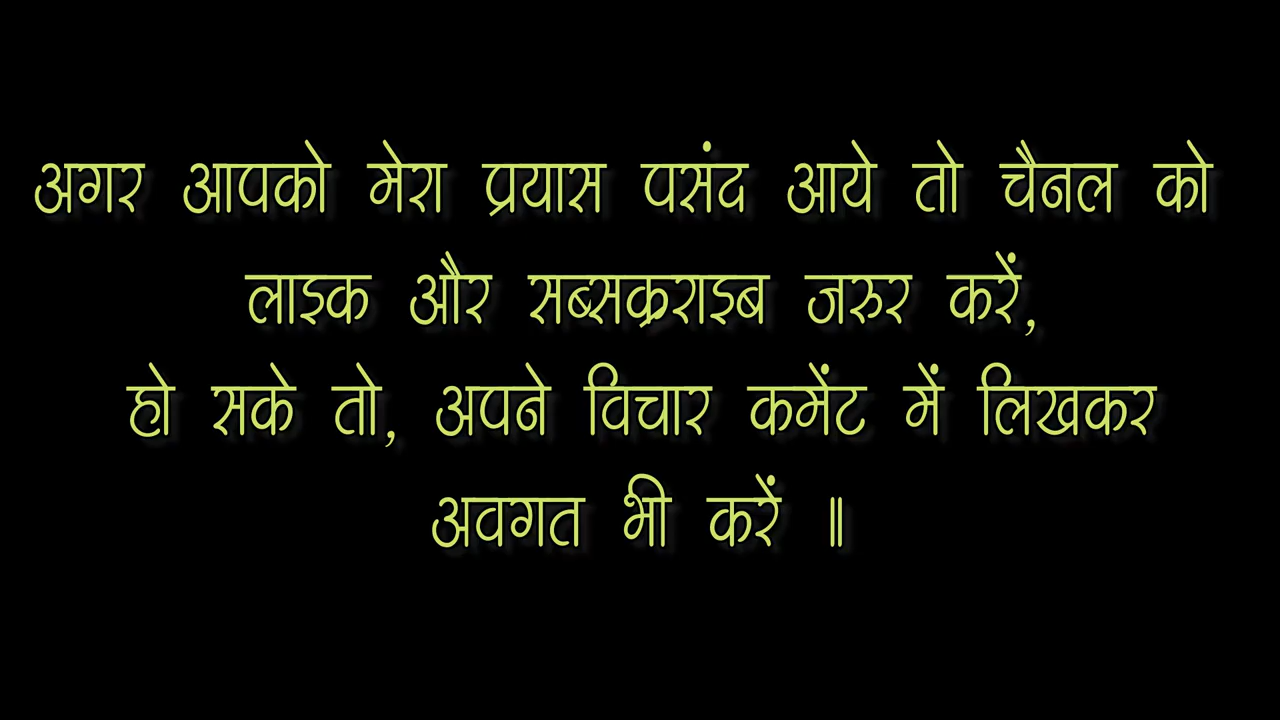 अगर आपको मेरा प्रयास पसंद आये तो चैनल को
लाइक और सब्सक्रराइब जरुर करें,
हो सके तो, अपने विचार कमेंट में लिखकर
अवगत भी करें ॥